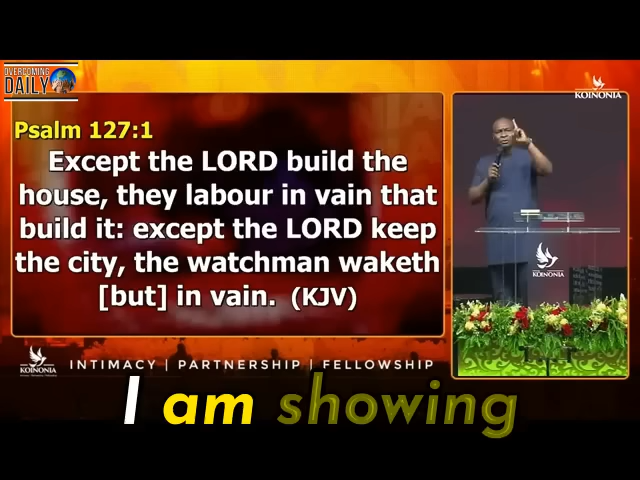 OVERCOMING
DAILY
KOINONIA
Psalm 127:1
Except the LORD build the
house, they labour in vain that
build it: except the LORD keep
the city, the watchman waketh
[but] in vain. (KJV)
KOINONIA
KOINONIA
INTIMACY | PARTNERSHIP | FELLOWSHIP
I am showing